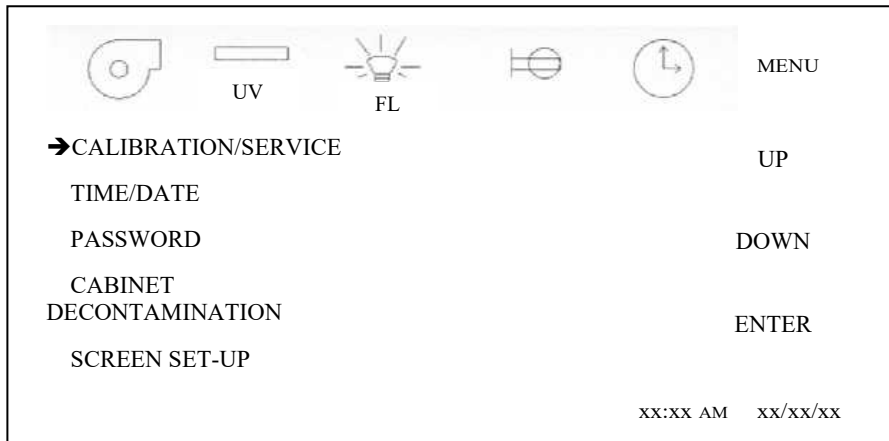 UV
FL
MENU
➔CALIBRATION/SERVICE
UP
TIME/DATE
PASSWORD
DOWN
CABINET
DECONTAMINATION
ENTER
SCREEN SET-UP
xx:xx AM xx/xx/xx